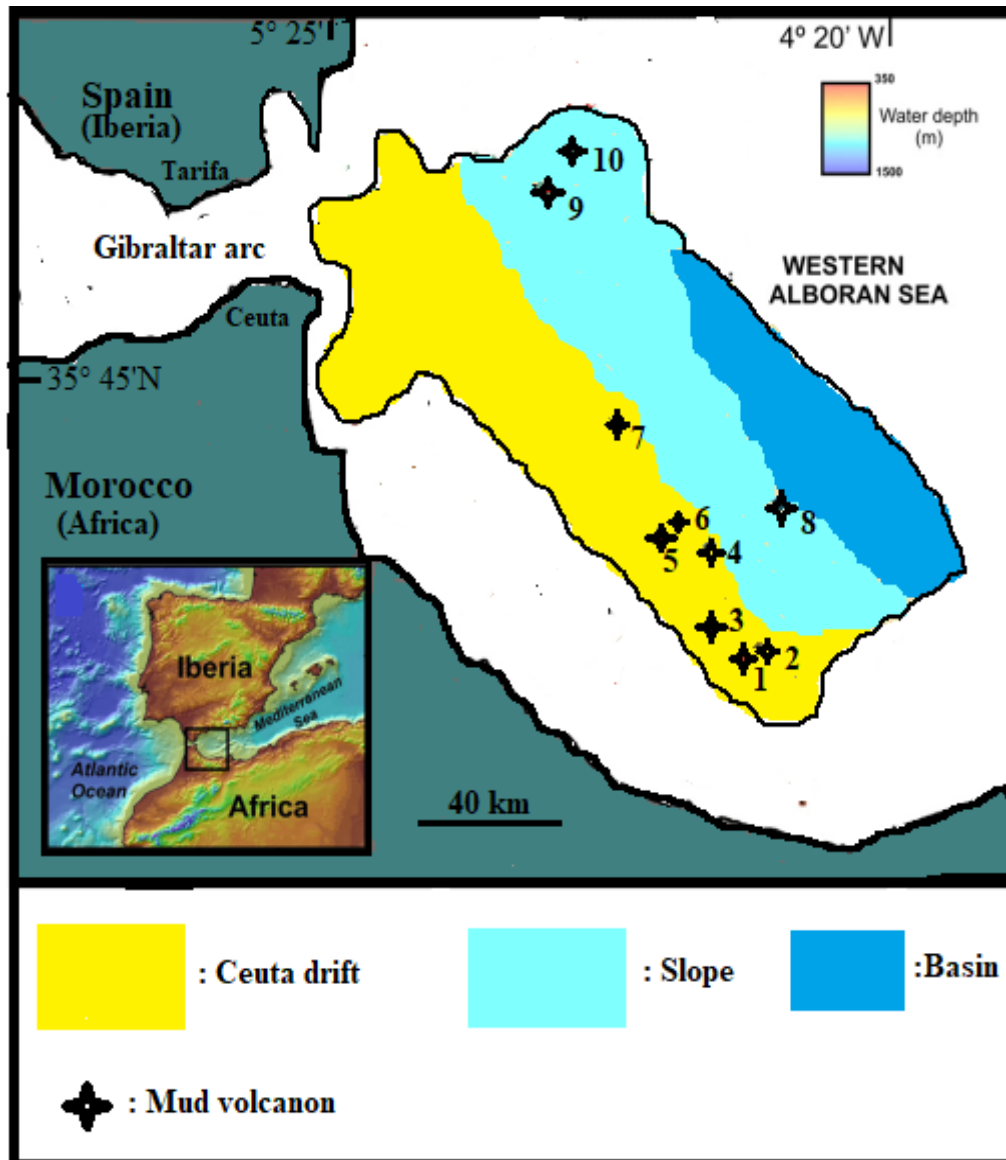 5° 25'
4° 20' W
Spain
(Iberia)
350
Water depth
(m)
1500
Tarifa
10
9
Gibraltar arc
WESTERN
ALBORAN SEA
Ceuta
35° 45'N
7
Morocco
(Africa)
8
6
5
4
3
2
1
Iberia
Mediterranean
Sea
Atlantic
Ocean
Africa
40 km
: Ceuta drift
: Slope
:Basin
: Mud volcanon